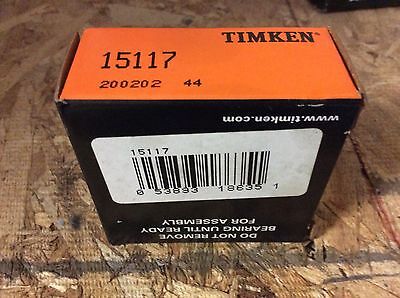 TIMKEN
15117
200202 44
www.timken.com
15117
0 53893 18635 1
DO NOT REMOVE
BEARING UNTIL READY
FOR ASSEMBLY